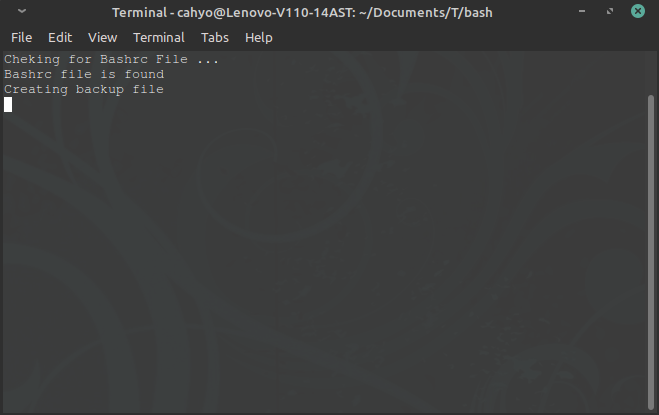 Terminal - cahyo@Lenovo-V110-14AST: ~/Documents/T/bash
File Edit View Terminal Tabs Help
Cheking for Bashrc File ...
Bashrc file is found
Creating backup file